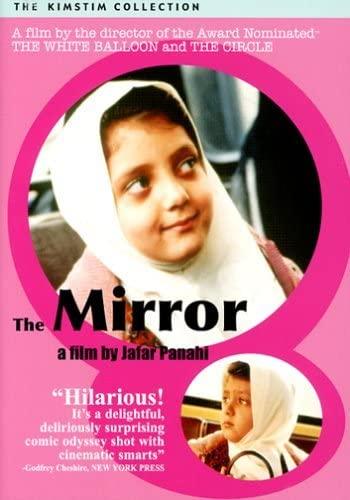 THE KIMSTIM COLLECTION
A film by the director of the Award Nominated
THE WHITE BALLOON and THE CIRCLE
The Mirror
a film by Jafar Panahi
“Hilarious!
It's a delightful,
deliriously surprising
comic odyssey shot with
cinematic smarts”
-Godfrey Cheshire, NEW YORK PRESS